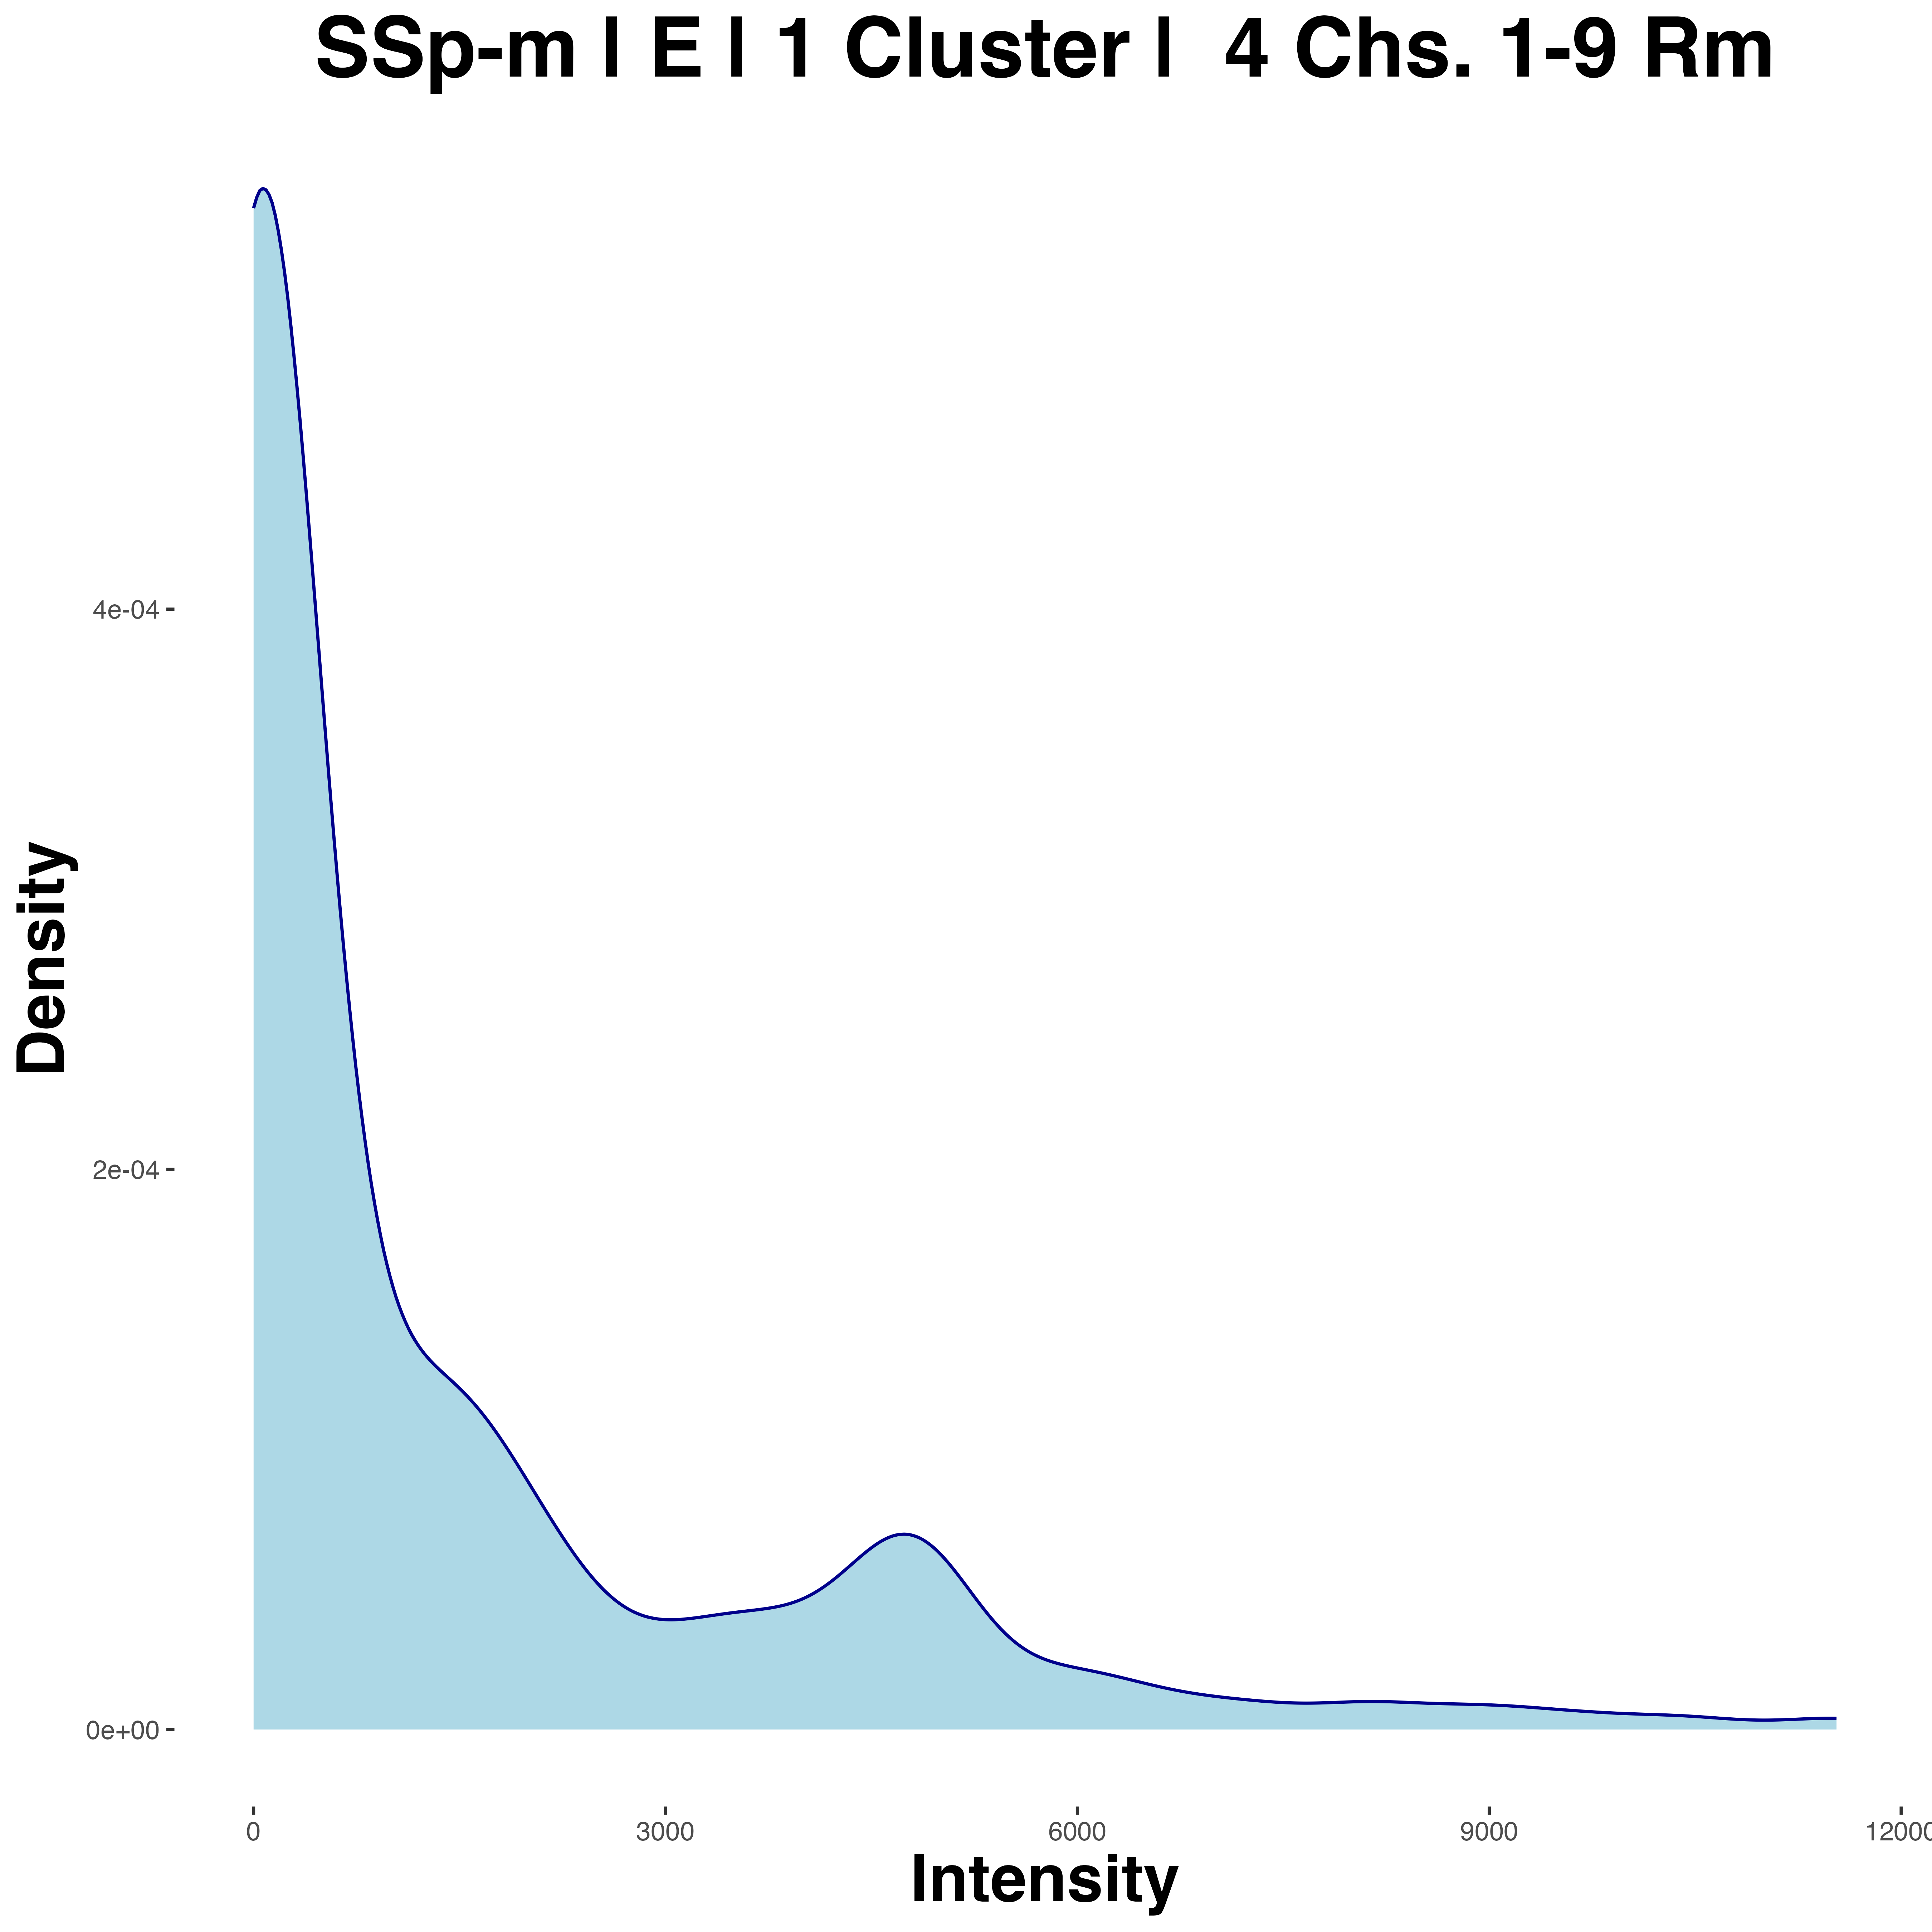 SSp-m | E | 1 Cluster |  4 Chs. 1-9 Rm
Density
4e-04
2e-04
0e+00
0
3000
6000
9000
12000
Intensity